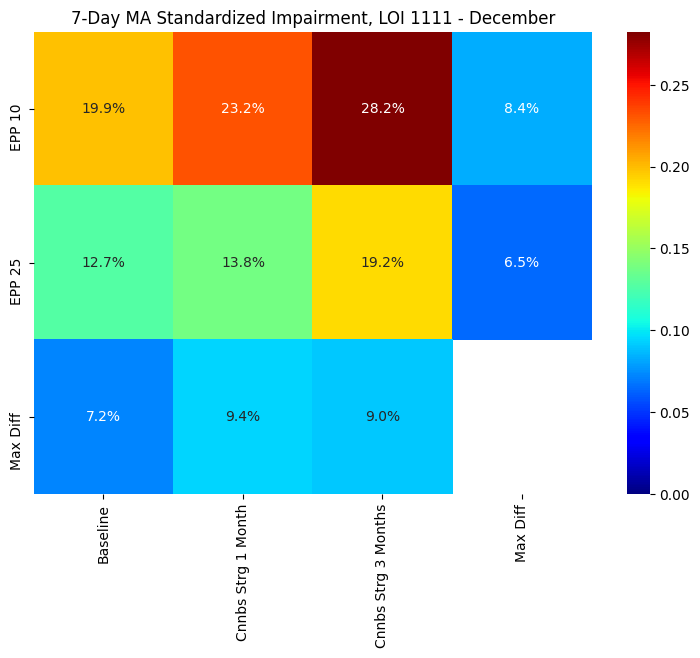 7-Day MA Standardized Impairment, LOI 1111 - December
EPP 10
19.9%
23.2%
28.2%
8.4%
EPP 25
12.7%
13.8%
19.2%
6.5%
Max Diff
7.2%
9.4%
9.0%
Baseline
Cnnbs Strg 1 Month
Cnnbs Strg 3 Months
Max Diff
0.25
0.20
0.15
0.10
0.05
0.00